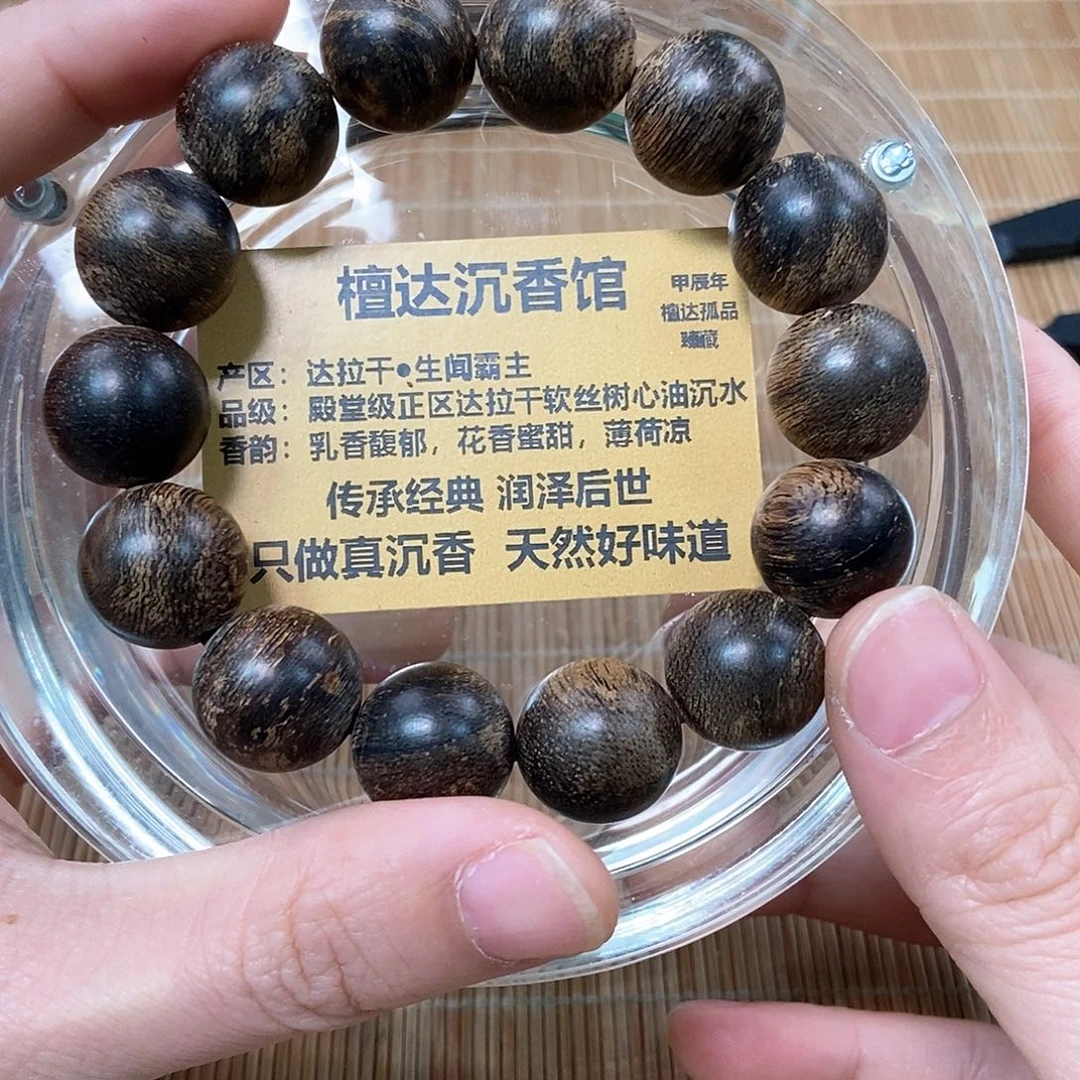 檀达沉香馆
甲辰年
檀达孤品
臻藏
产区：达拉干•生闻霸主
品级：殿堂级正区达拉干软丝树心油沉水
香韵：乳香馥郁，花香蜜甜，薄荷凉
传承经典 润泽后世
只做真沉香 天然好味道